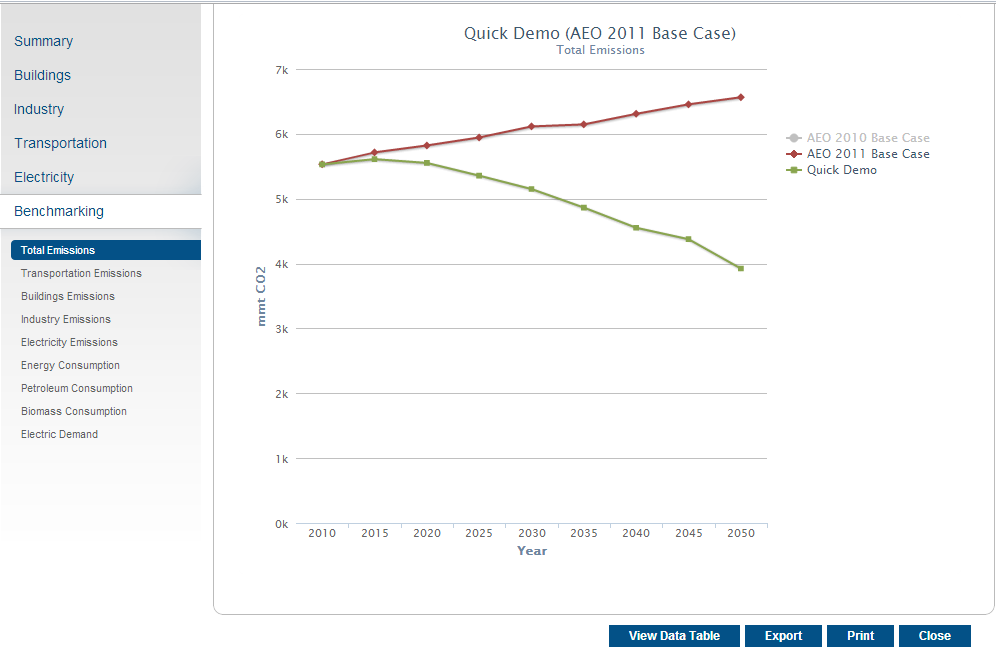 Summary
Buildings
Industry
Transportation
Electricity
Benchmarking
Total Emissions
Transportation Emissions
Buildings Emissions
Industry Emissions
Electricity Emissions
Energy Consumption
Petroleum Consumption
Biomass Consumption
Electric Demand
Quick Demo (AEO 2011 Base Case)
Total Emissions
7k
6k
5k
4k
3k
2k
1k
0k
mmt CO2
2010 2015 2020 2025 2030 2035 2040 2045 2050
Year
AEO 2010 Base Case
AEO 2011 Base Case
Quick Demo
View Data Table Export Print Close